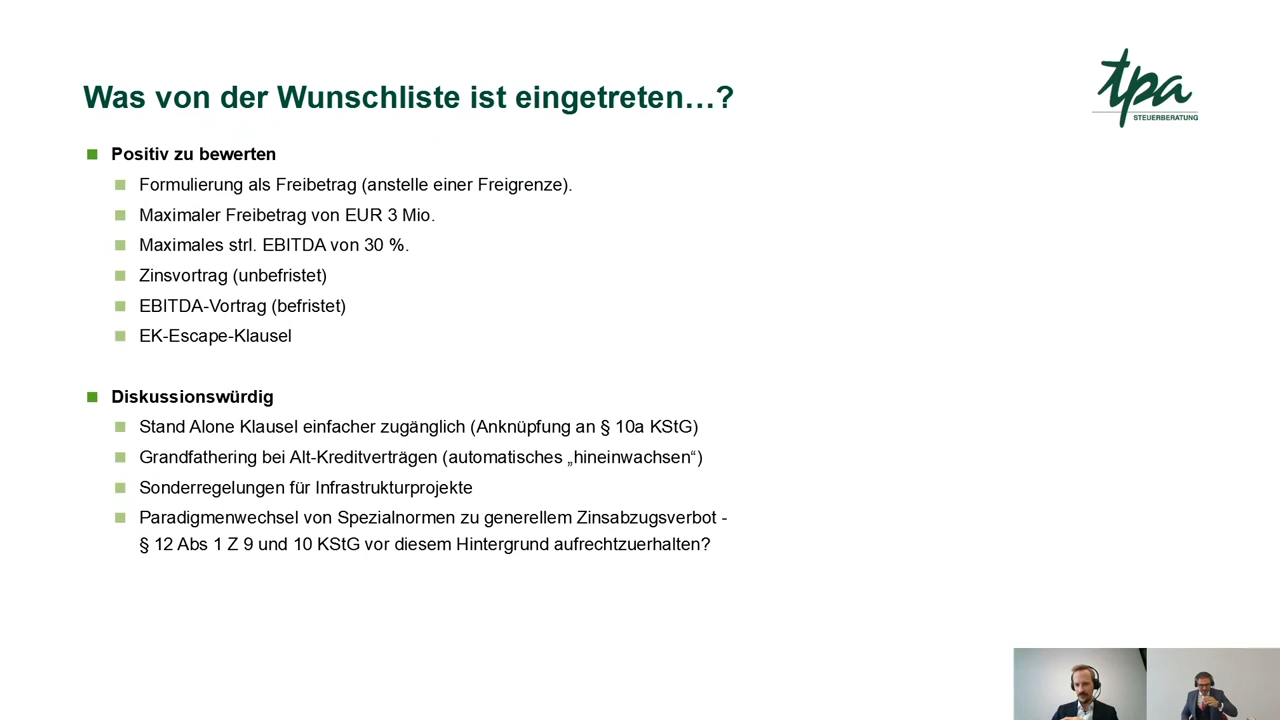 tpa
STEUERBERATUNG
Was von der Wunschliste ist eingetreten…?
Positiv zu bewerten
Formulierung als Freibetrag (anstelle einer Freigrenze).
Maximaler Freibetrag von EUR 3 Mio.
Maximales strl. EBITDA von 30 %.
Zinsvortrag (unbefristet)
EBITDA-Vortrag (befristet)
EK-Escape-Klausel
Diskussionswürdig
Stand Alone Klausel einfacher zugänglich (Anknüpfung an § 10a KStG)
Grandfathering bei Alt-Kreditverträgen (automatisches „hineinwachsen“)
Sonderregelungen für Infrastrukturprojekte
Paradigmenwechsel von Spezialnormen zu generellem Zinsabzugsverbot -
§ 12 Abs 1 Z 9 und 10 KStG vor diesem Hintergrund aufrechtzuerhalten?